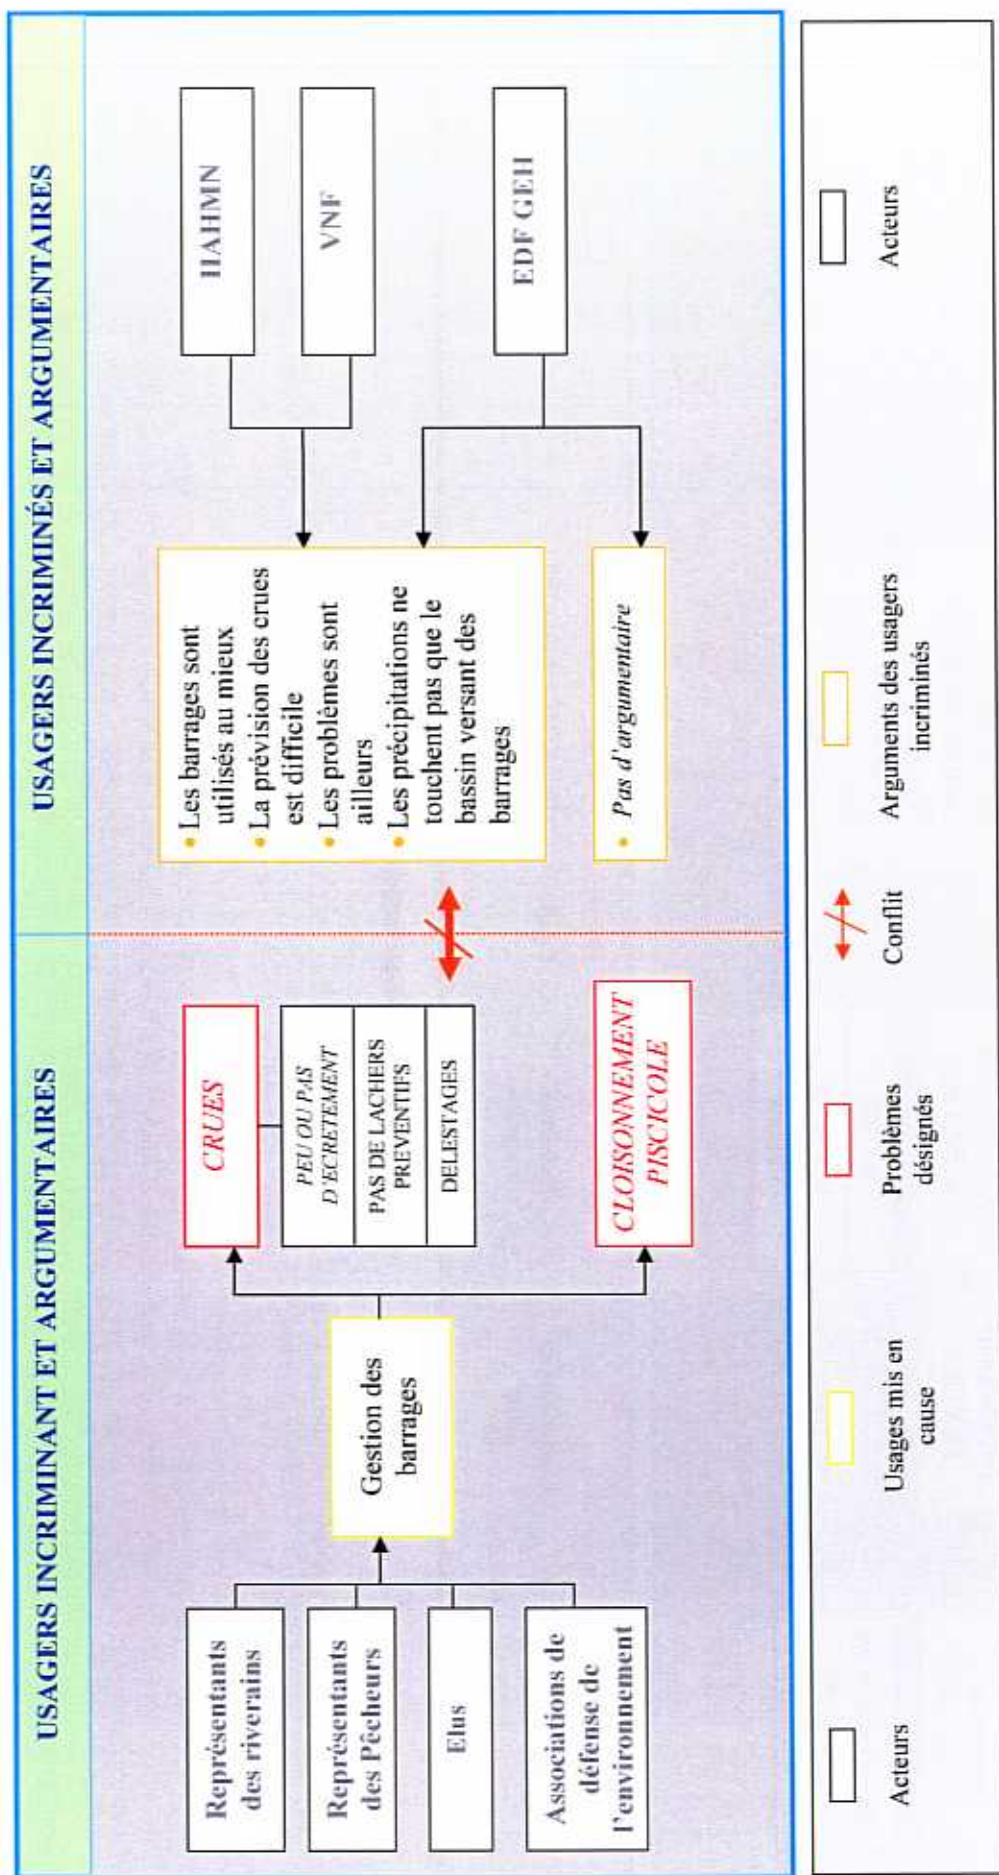 USAGERS INCRIMINANT ET ARGUMENTAIRES
USAGERS INCRIMINÉS ET ARGUMENTAIRES
Représentants
des riverains
Représentants
des Pêcheurs
Elus
Associations de
défense de
l'environnement
Gestion des
barrages
CRUES
PEU OU PAS
D'ECRETEMENT
PAS DE LACHERS
PREVENTIFS
DELESTAGES
CLOISONNEMENT
PISCICOLE
• Les barrages sont
utilisés au mieux
• La prévision des crues
est difficile
• Les problèmes sont
ailleurs
• Les précipitations ne
touchent pas que le
bassin versant des
barrages
• Pas d'argumentaire
HAHMN
VNF
EDF GEH
Acteurs
Usages mis en
cause
Problèmes
désignés
Conflit
Arguments des usagers
incriminés
Acteurs